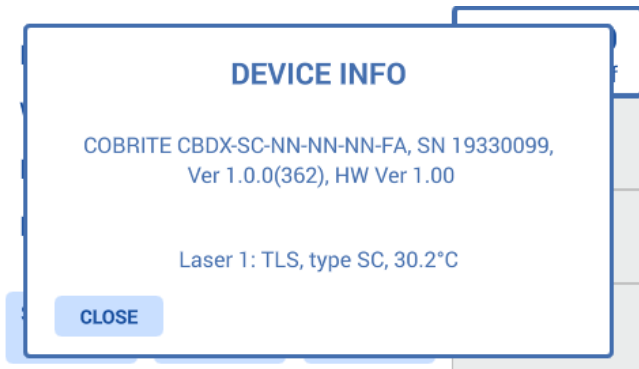 DEVICE INFO
COBRITE CBDX-SC-NN-NN-NN-FA, SN 19330099,
Ver 1.0.0(362), HW Ver 1.00
Laser 1: TLS, type SC, 30.2°C
CLOSE